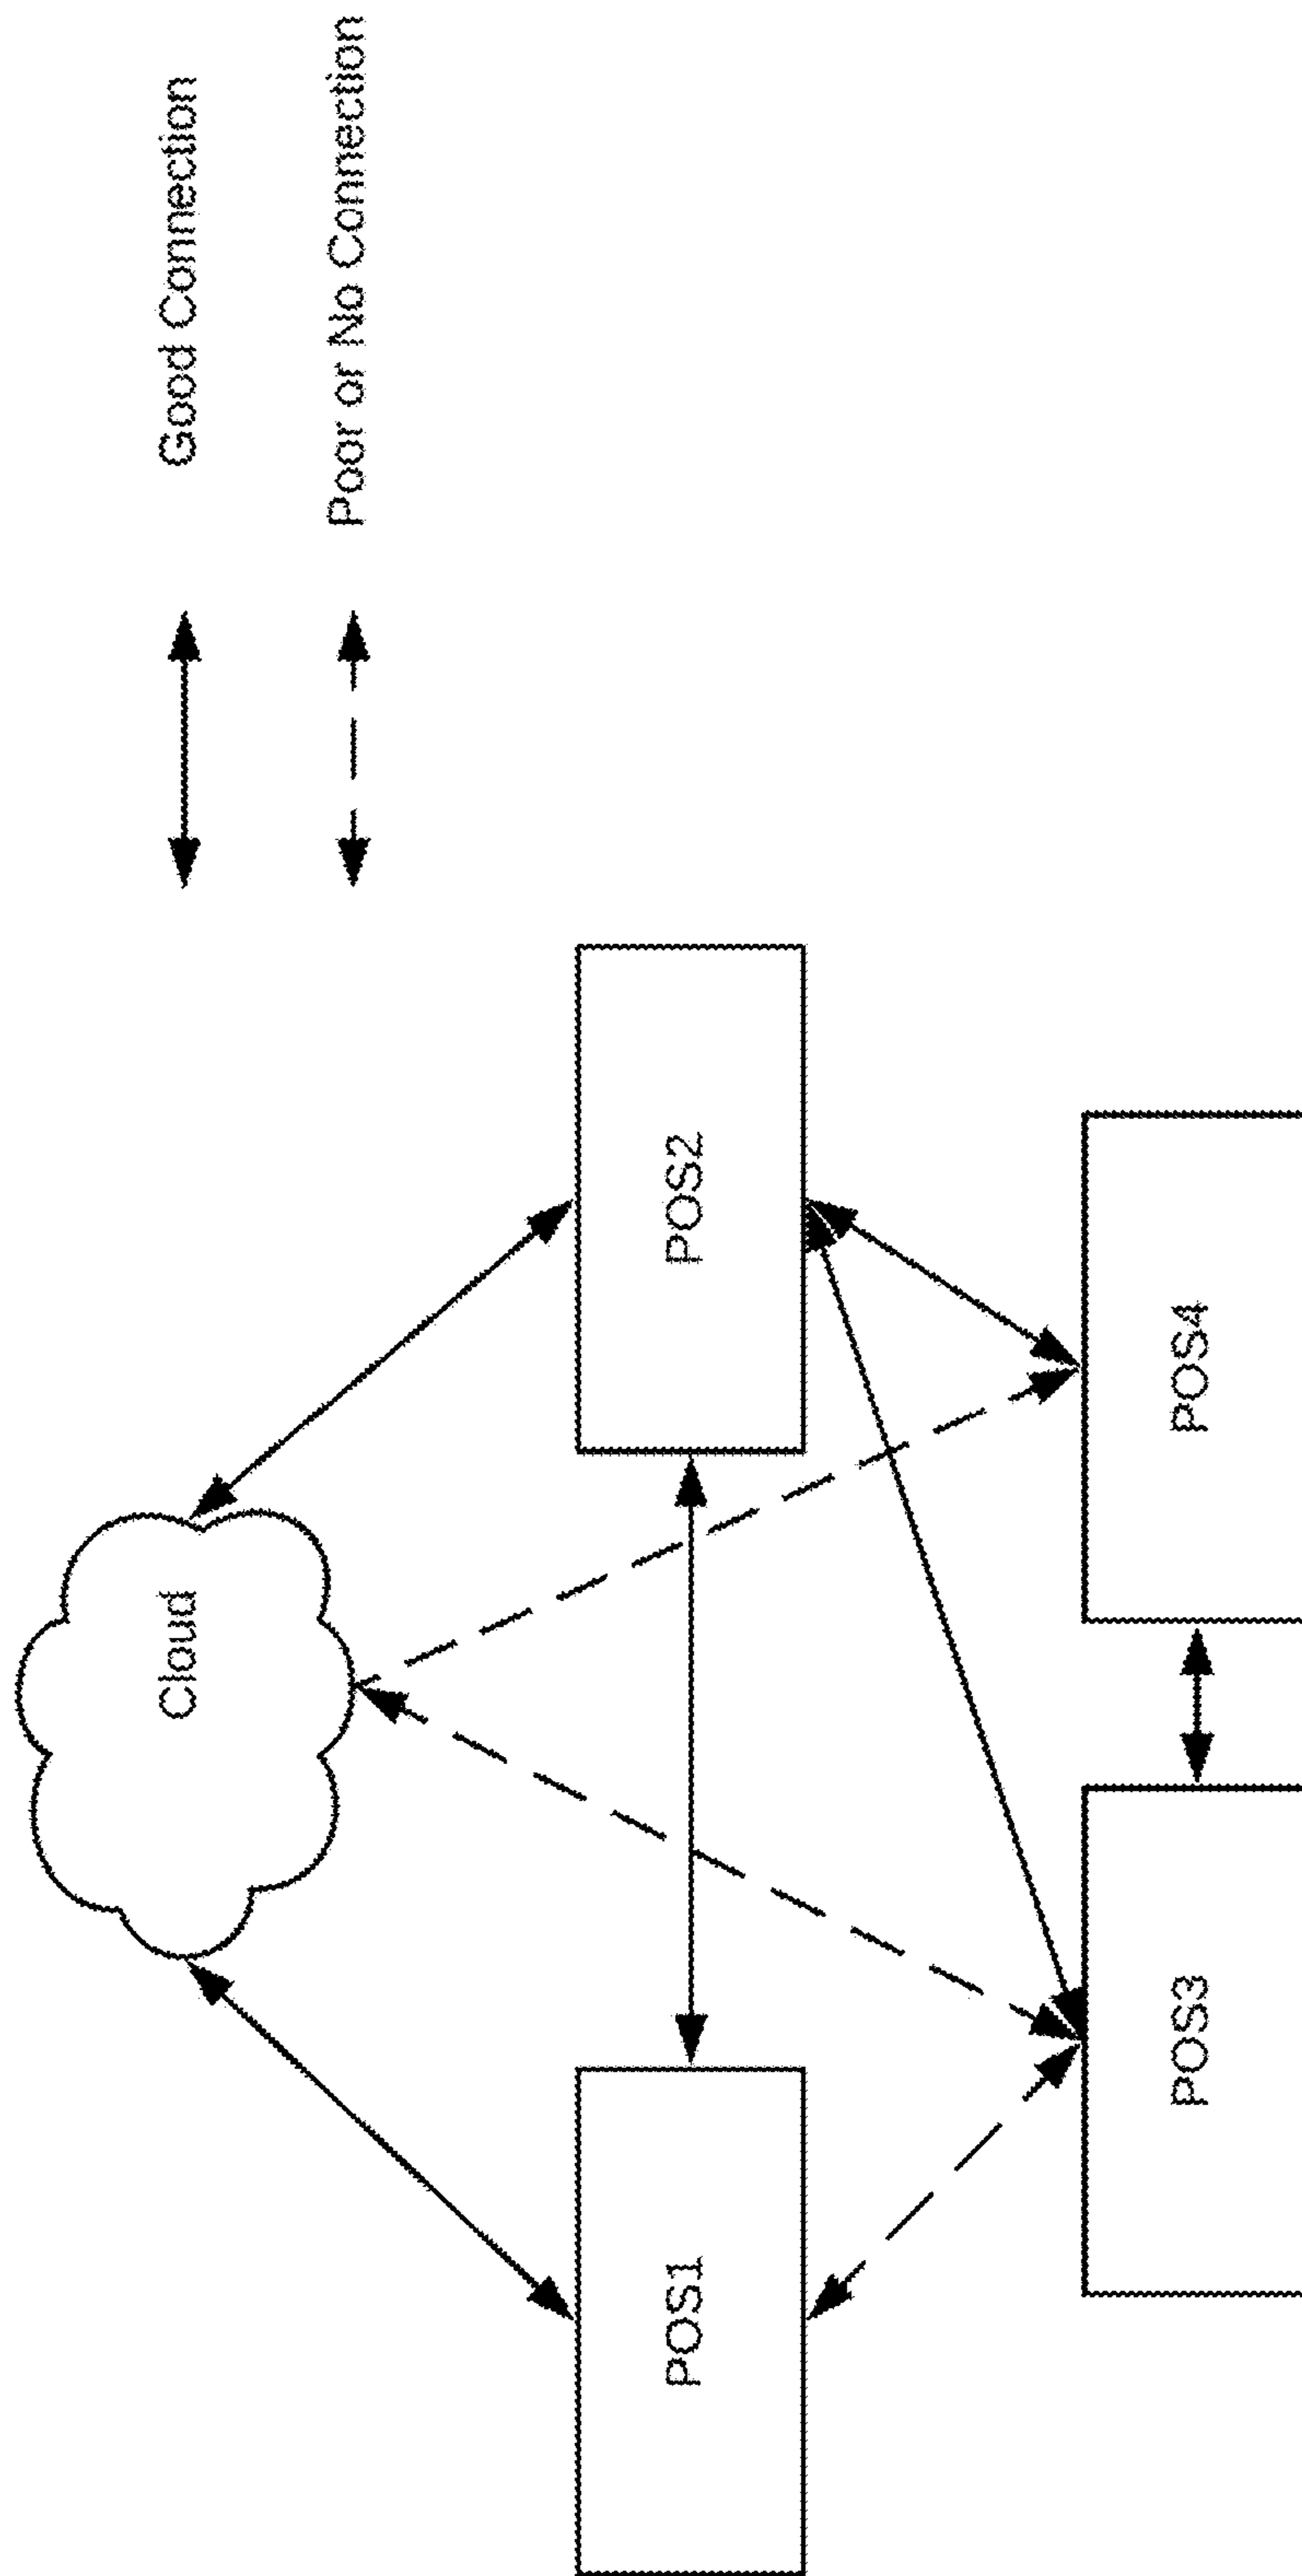 Good Connection
Poor or No Connection
Cloud
POS1
POS2
POS3
POS4